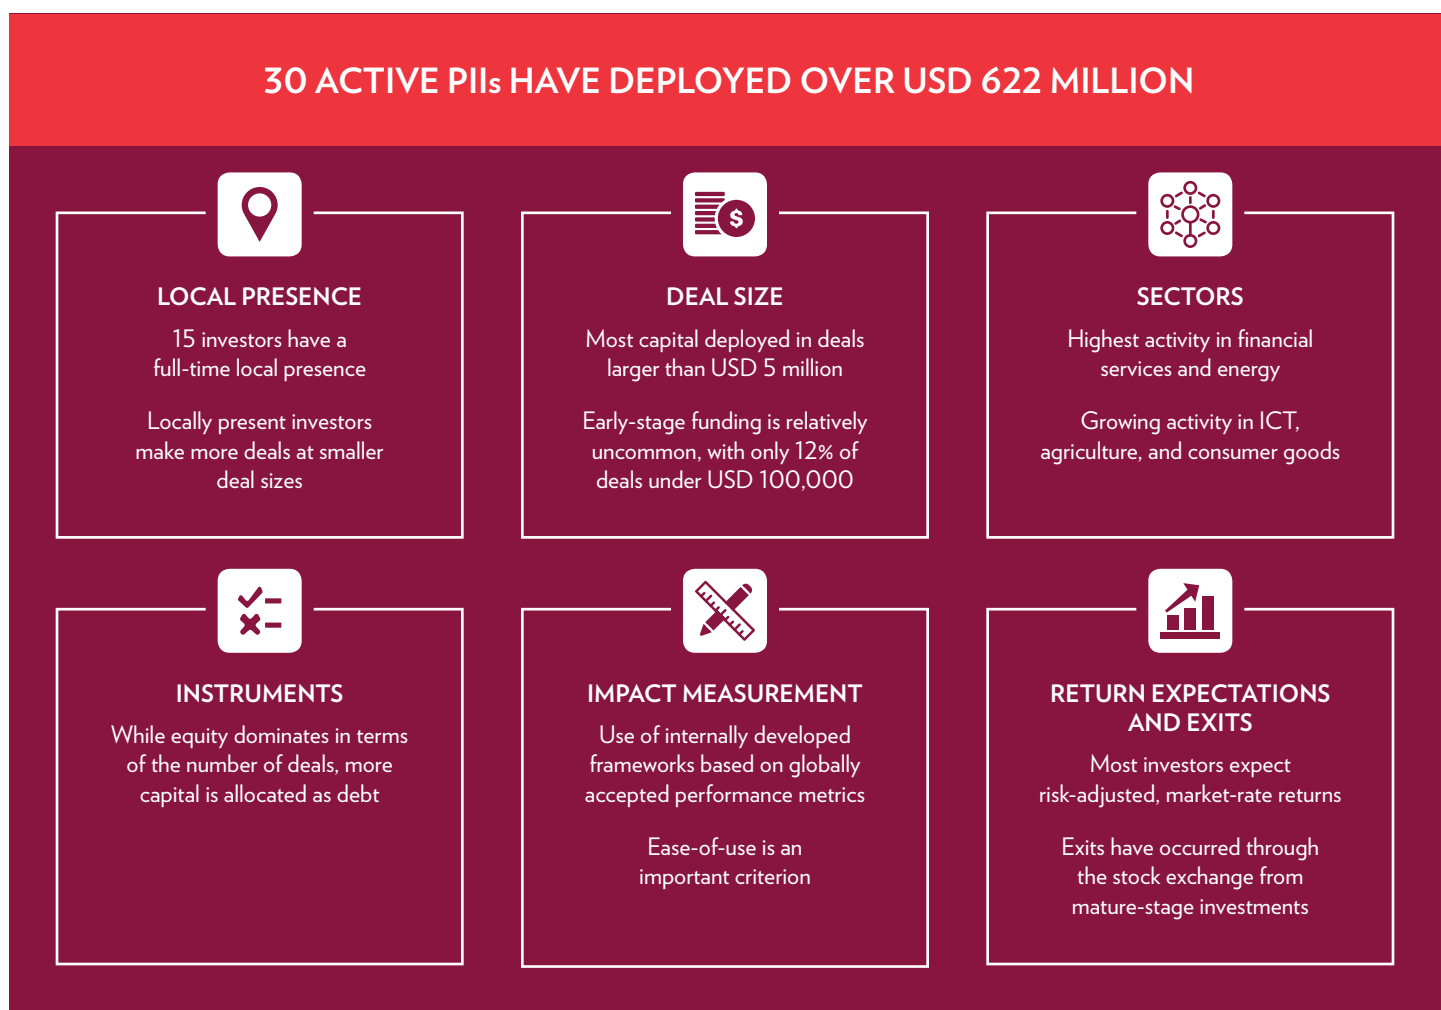 30 ACTIVE PIIs HAVE DEPLOYED OVER USD 622 MILLION
LOCAL PRESENCE
15 investors have a
full-time local presence
Locally present investors
make more deals at smaller
deal sizes
$
DEAL SIZE
Most capital deployed in deals
larger than USD 5 million
Early-stage funding is relatively
uncommon, with only 12% of
deals under USD 100,000
SECTORS
Highest activity in financial
services and energy
Growing activity in ICT,
agriculture, and consumer goods
INSTRUMENTS
While equity dominates in terms
of the number of deals, more
capital is allocated as debt
IMPACT MEASUREMENT
Use of internally developed
frameworks based on globally
accepted performance metrics
Ease-of-use is an
important criterion
RETURN EXPECTATIONS
AND EXITS
Most investors expect
risk-adjusted, market-rate returns
Exits have occurred through
the stock exchange from
mature-stage investments